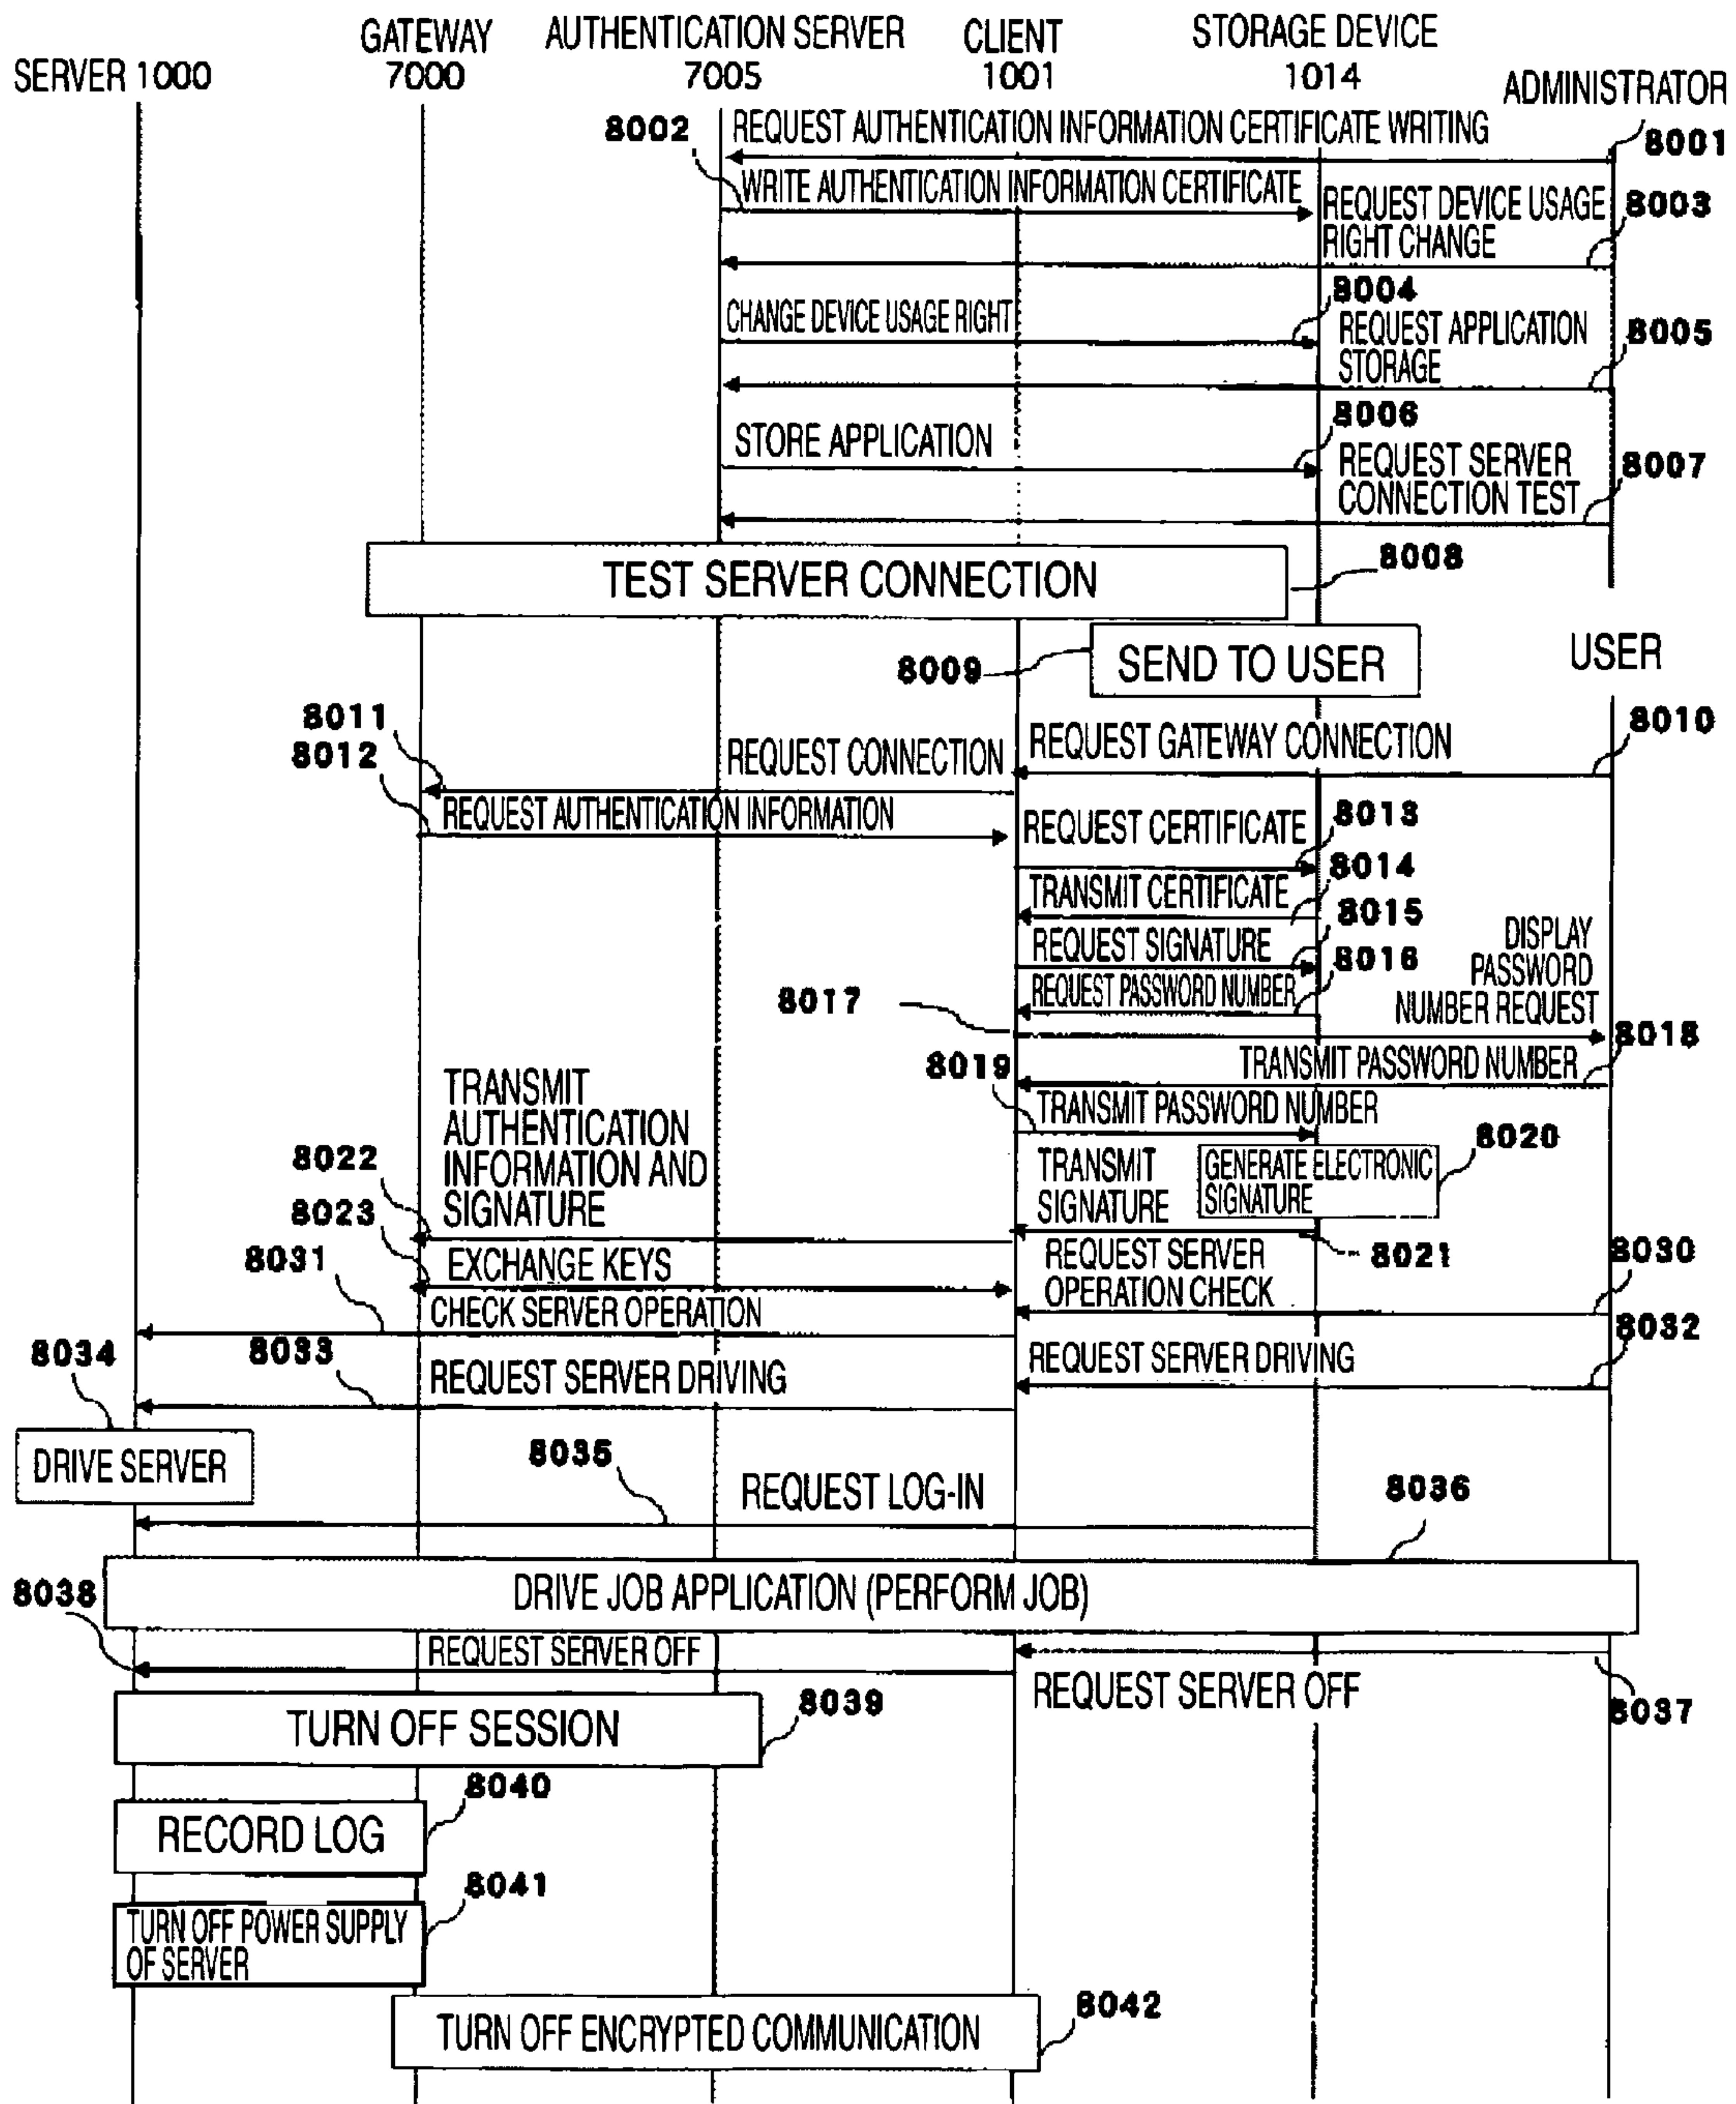 GATEWAY
7000
AUTHENTICATION SERVER
7005
CLIENT
1001
STORAGE DEVICE
1014
SERVER 1000
ADMINISTRATOR
8002
REQUEST AUTHENTICATION INFORMATION CERTIFICATE WRITING
8001
WRITE AUTHENTICATION INFORMATION CERTIFICATE
REQUEST DEVICE USAGE
RIGHT CHANGE
8003
8004
CHANGE DEVICE USAGE RIGHT
REQUEST APPLICATION
STORAGE
8005
8006
STORE APPLICATION
REQUEST SERVER
CONNECTION TEST
8007
TEST SERVER CONNECTION
8008
8009
SEND TO USER
USER
8011
8012
REQUEST CONNECTION
REQUEST GATEWAY CONNECTION
8010
REQUEST AUTHENTICATION INFORMATION
REQUEST CERTIFICATE
8013
TRANSMIT CERTIFICATE
8014
8015
REQUEST SIGNATURE
8016
DISPLAY
PASSWORD
NUMBER REQUEST
REQUEST PASSWORD NUMBER
8017
8018
8019
TRANSMIT PASSWORD NUMBER
TRANSMIT PASSWORD NUMBER
TRANSMIT
AUTHENTICATION
INFORMATION AND
SIGNATURE
8020
GENERATE ELECTRONIC
SIGNATURE
TRANSMIT
SIGNATURE
8022
8023
8021
EXCHANGE KEYS
REQUEST SERVER
OPERATION CHECK
8030
8031
CHECK SERVER OPERATION
8032
8034
8033
REQUEST SERVER DRIVING
REQUEST SERVER DRIVING
DRIVE SERVER
8035
REQUEST LOG-IN
8036
DRIVE JOB APPLICATION (PERFORM JOB)
8038
REQUEST SERVER OFF
REQUEST SERVER OFF
8037
TURN OFF SESSION
8039
8040
RECORD LOG
8041
TURN OFF POWER SUPPLY
OF SERVER
TURN OFF ENCRYPTED COMMUNICATION
8042